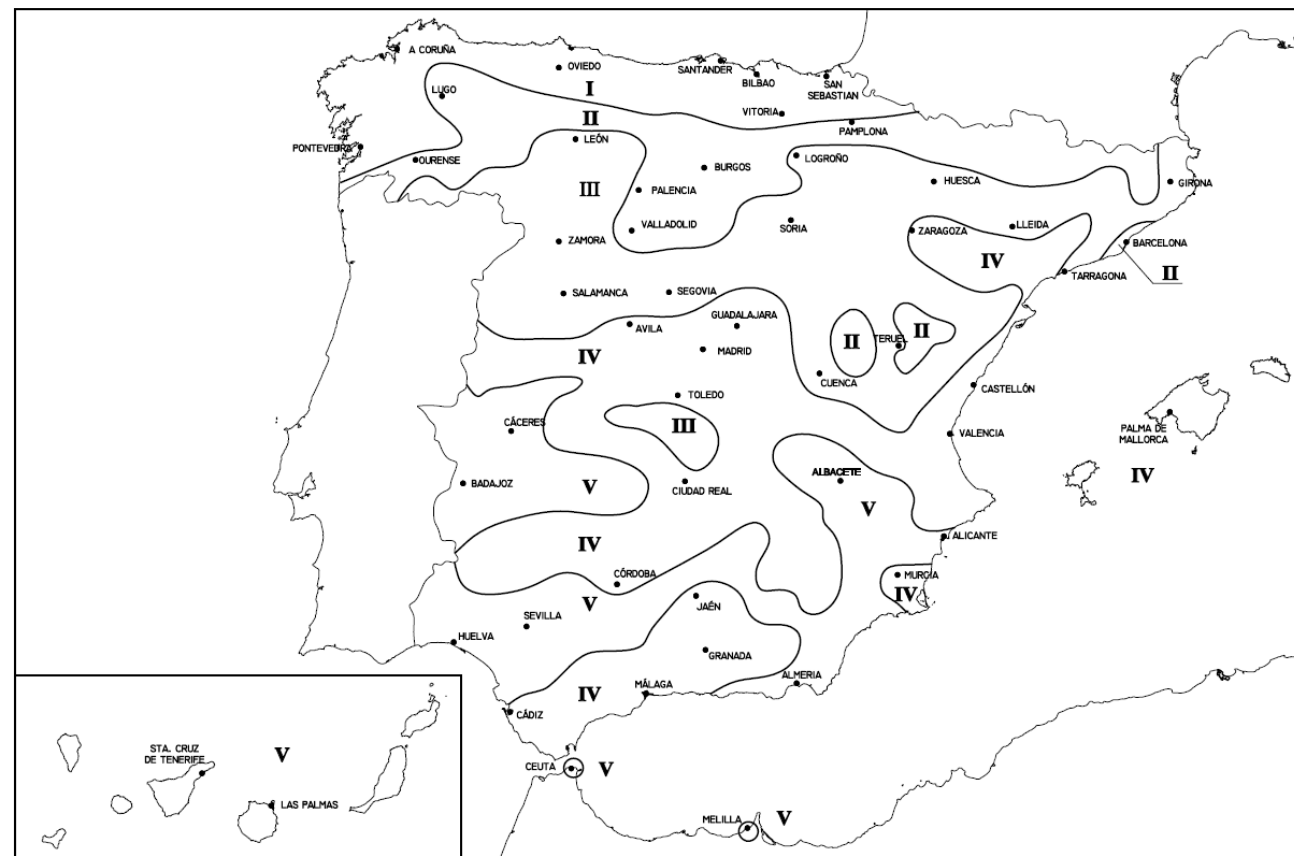 A CORUÑA
OVIEDO
SANTANDER
BILBAO
SAN
SEBASTIAN
LUGO
I
VITORIA
II
PAMPLONA
PONTEVEDRA
OURENSE
LEÓN
BURGOS
LOGROÑO
HUESCA
GIRONA
III
PALENCIA
VALLADOLID
SORIA
ZARAGOZA
LLEIDA
ZAMORA
BARCELONA
IV
TARRAGONA
II
SALAMANCA
SEGOVIA
AVILA
GUADALAJARA
II
II
TERUEL
IV
MADRID
CUENCA
CASTELLÓN
TOLEDO
CÁCERES
III
VALENCIA
PALMA DE
MALLORCA
IV
BADAJOZ
V
CIUDAD REAL
ALBACETE
V
IV
ALICANTE
CÓRDOBA
MURCIA
IV
V
JAÉN
SEVILLA
HUELVA
GRANADA
ALMERIA
MÁLAGA
IV
CÁDIZ
STA. CRUZ
DE TENERIFE
V
LAS PALMAS
CEUTA
V
MELILLA
V